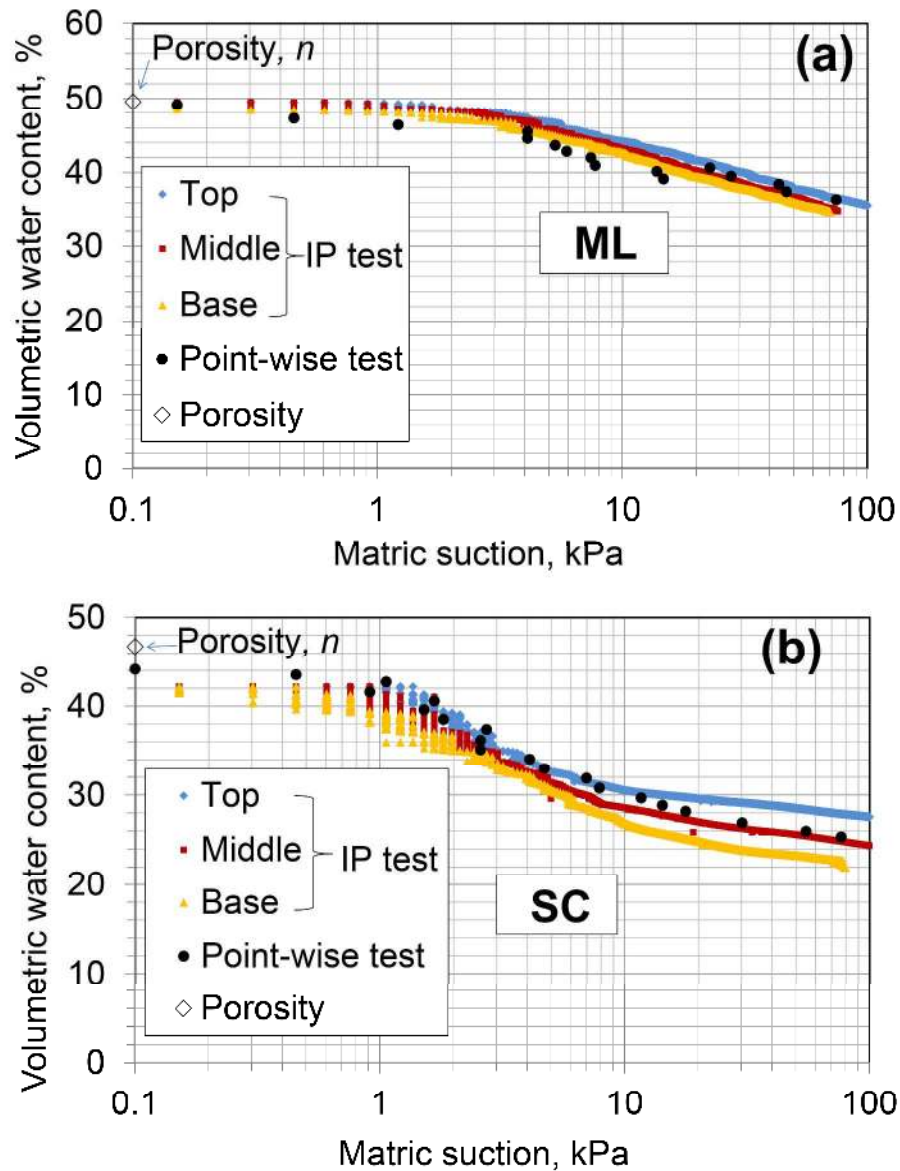 60
50
40
30
20
10
0
Volumetric water content, %
Porosity, n
(a)
Top
Middle
Base
IP test
Point-wise test
Porosity
ML
0.1 1 10 100
Matric suction, kPa
50
40
30
20
10
0
Volumetric water content, %
Porosity, n
(b)
Top
Middle
Base
IP test
Point-wise test
Porosity
SC
0.1 1 10 100
Matric suction, kPa